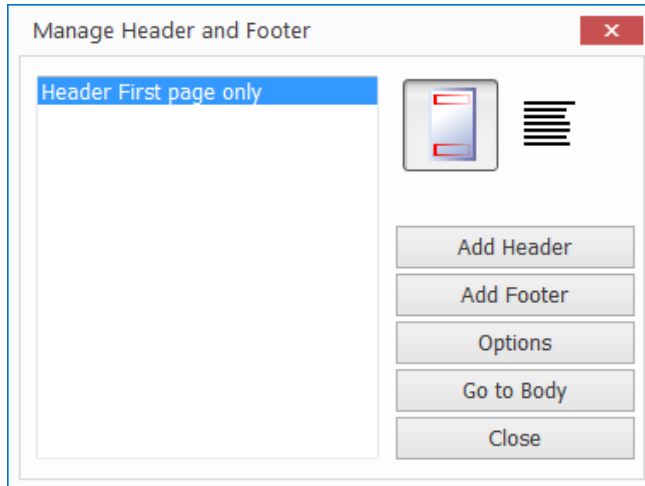 Manage Header and Footer
Header First page only
Add Header
Add Footer
Options
Go to Body
Close